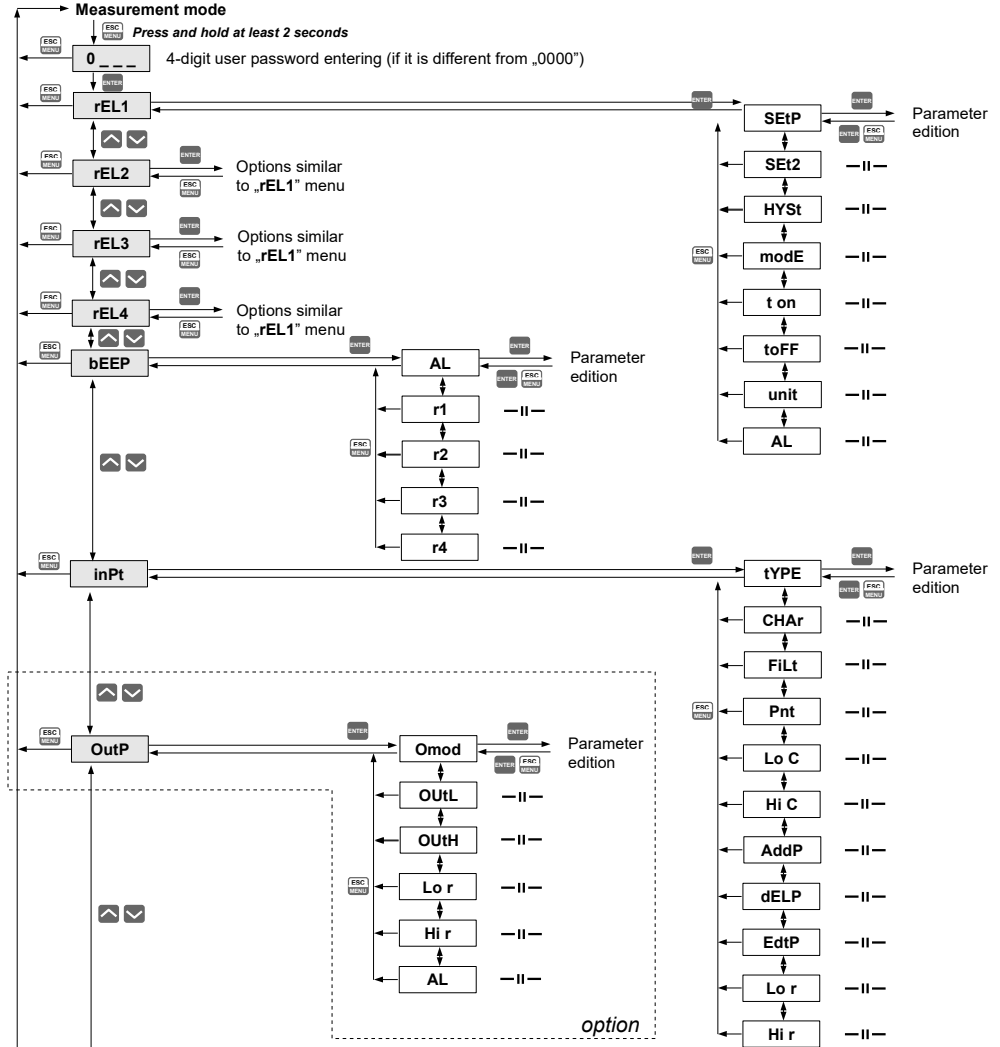 Measurement mode
ESC
MENU
Press and hold at least 2 seconds
ESC
MENU
0 _ _ _
4-digit user password entering (if it is different from „0000”)
ENTER
ESC
MENU
rEL1
ENTER
SEtP
ENTER
ENTER
ESC
MENU
Parameter
edition
SEt2
—II—
HYSt
—II—
ESC
MENU
modE
—II—
t on
—II—
toFF
—II—
unit
—II—
AL
—II—
ESC
MENU
rEL2
ENTER
ESC
MENU
Options similar
to „rEL1” menu
ESC
MENU
rEL3
ENTER
ESC
MENU
Options similar
to „rEL1” menu
ESC
MENU
rEL4
ENTER
ESC
MENU
Options similar
to „rEL1” menu
ESC
MENU
bEEP
ENTER
AL
ENTER
ENTER
ESC
MENU
Parameter
edition
r1
—II—
ESC
MENU
r2
—II—
r3
—II—
r4
—II—
ESC
MENU
inPt
ENTER
tYPE
ENTER
ENTER
ESC
MENU
Parameter
edition
CHAr
—II—
FiLt
—II—
ESC
MENU
Pnt
—II—
Lo C
—II—
Hi C
—II—
AddP
—II—
dELP
—II—
EdtP
—II—
Lo r
—II—
Hi r
—II—
ESC
MENU
OutP
ENTER
Omod
ENTER
ENTER
ESC
MENU
Parameter
edition
OUtL
—II—
OUtH
—II—
ESC
MENU
Lo r
—II—
Hi r
—II—
AL
—II—
option